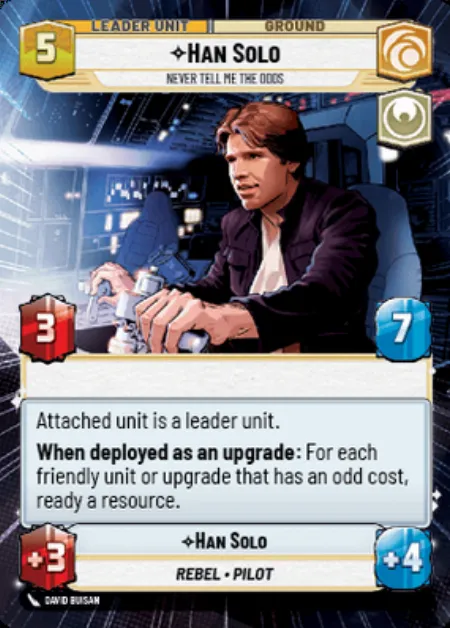 LEADER UNIT GROUND
5
HAN SOLO
NEVER TELL ME THE ODDS
3
7
Attached unit is a leader unit.
When deployed as an upgrade: For each
friendly unit or upgrade that has an odd cost,
ready a resource.
HAN SOLO
+3
+4
REBEL • PILOT
DAVID BUISAN